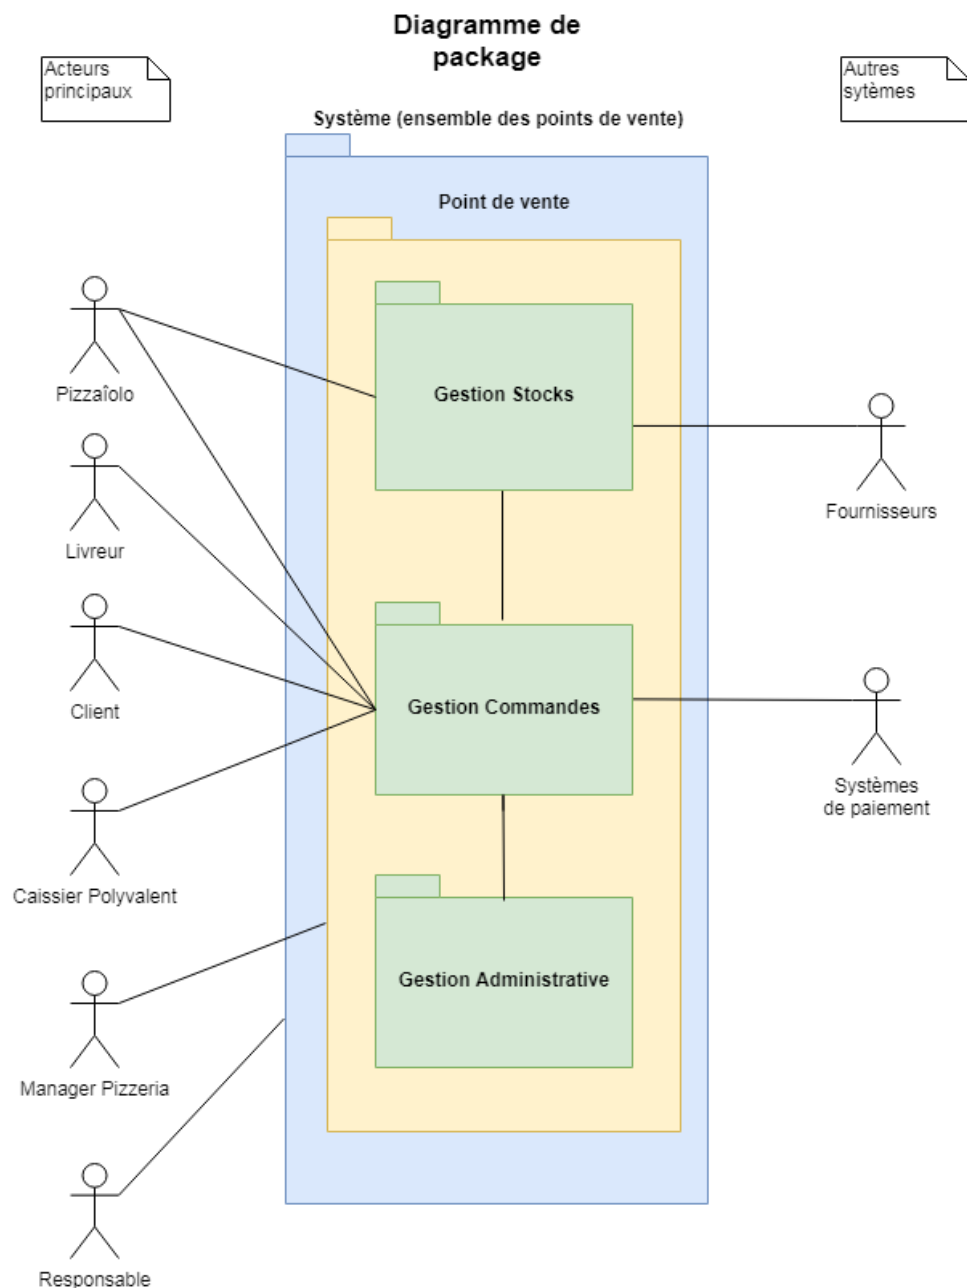 Diagramme de
package
Acteurs
principaux
Autres
sytèmes
Système (ensemble des points de vente)
Point de vente
Gestion Stocks
Pizzaîolo
Fournisseurs
Livreur
Gestion Commandes
Client
Systèmes
de paiement
Caissier Polyvalent
Gestion Administrative
Manager Pizzeria
Responsable